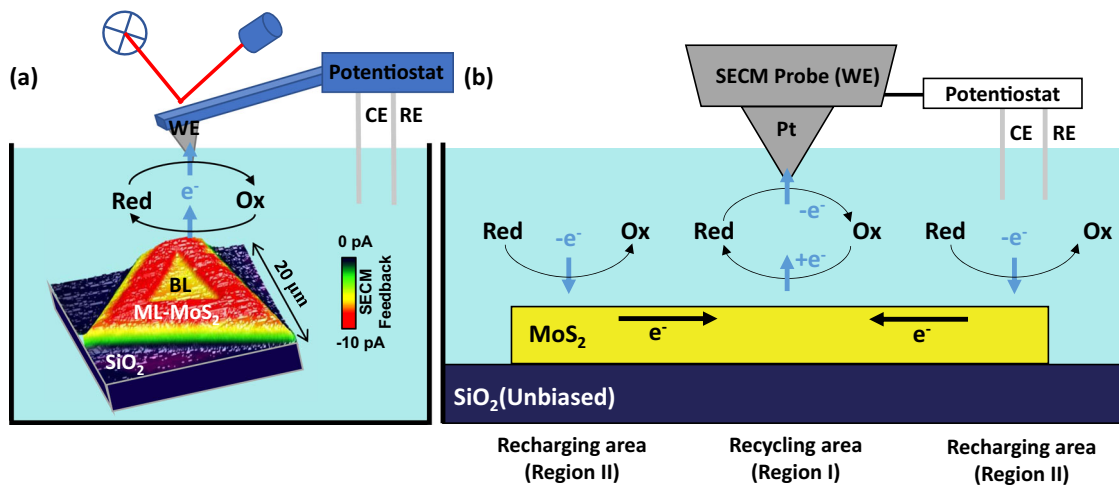 (a)
Potentiostat
WE
CE RE
Red
e-
Ox
0 pA
SECM
Feedback
-10 pA
20 μm
BL
ML-MoS2
SiO2
(b)
SECM Probe (WE)
Potentiostat
Pt
CE RE
Red
-e-
Ox
Red
-e-
Ox
+e-
Red
-e-
Ox
MoS2
e-
e-
SiO2(Unbiased)
Recharging area
(Region II)
Recycling area
(Region I)
Recharging area
(Region II)